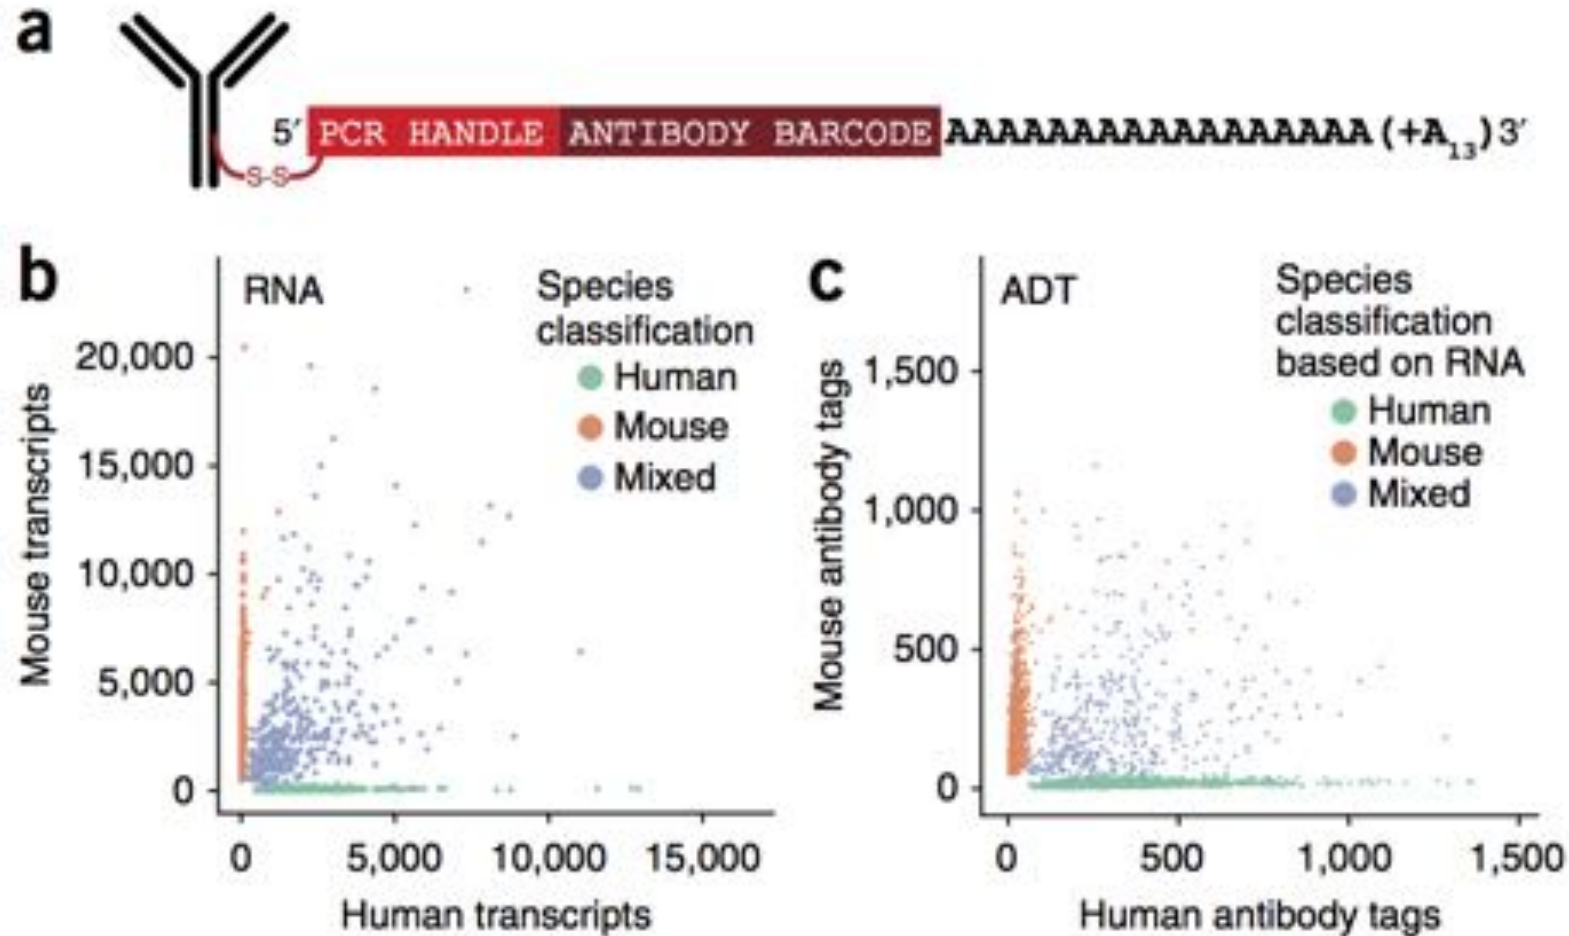 a
5′ PCR HANDLE ANTIBODY BARCODE AAAAAAAAAAAAAAAAA (+A13) 3′
S-S
b
RNA
Species
classification
Human
Mouse
Mixed
Mouse transcripts
20,000
15,000
10,000
5,000
0
0 5,000 10,000 15,000
Human transcripts
c
ADT
Species
classification
based on RNA
Human
Mouse
Mixed
Mouse antibody tags
1,500
1,000
500
0
0 500 1,000 1,500
Human antibody tags